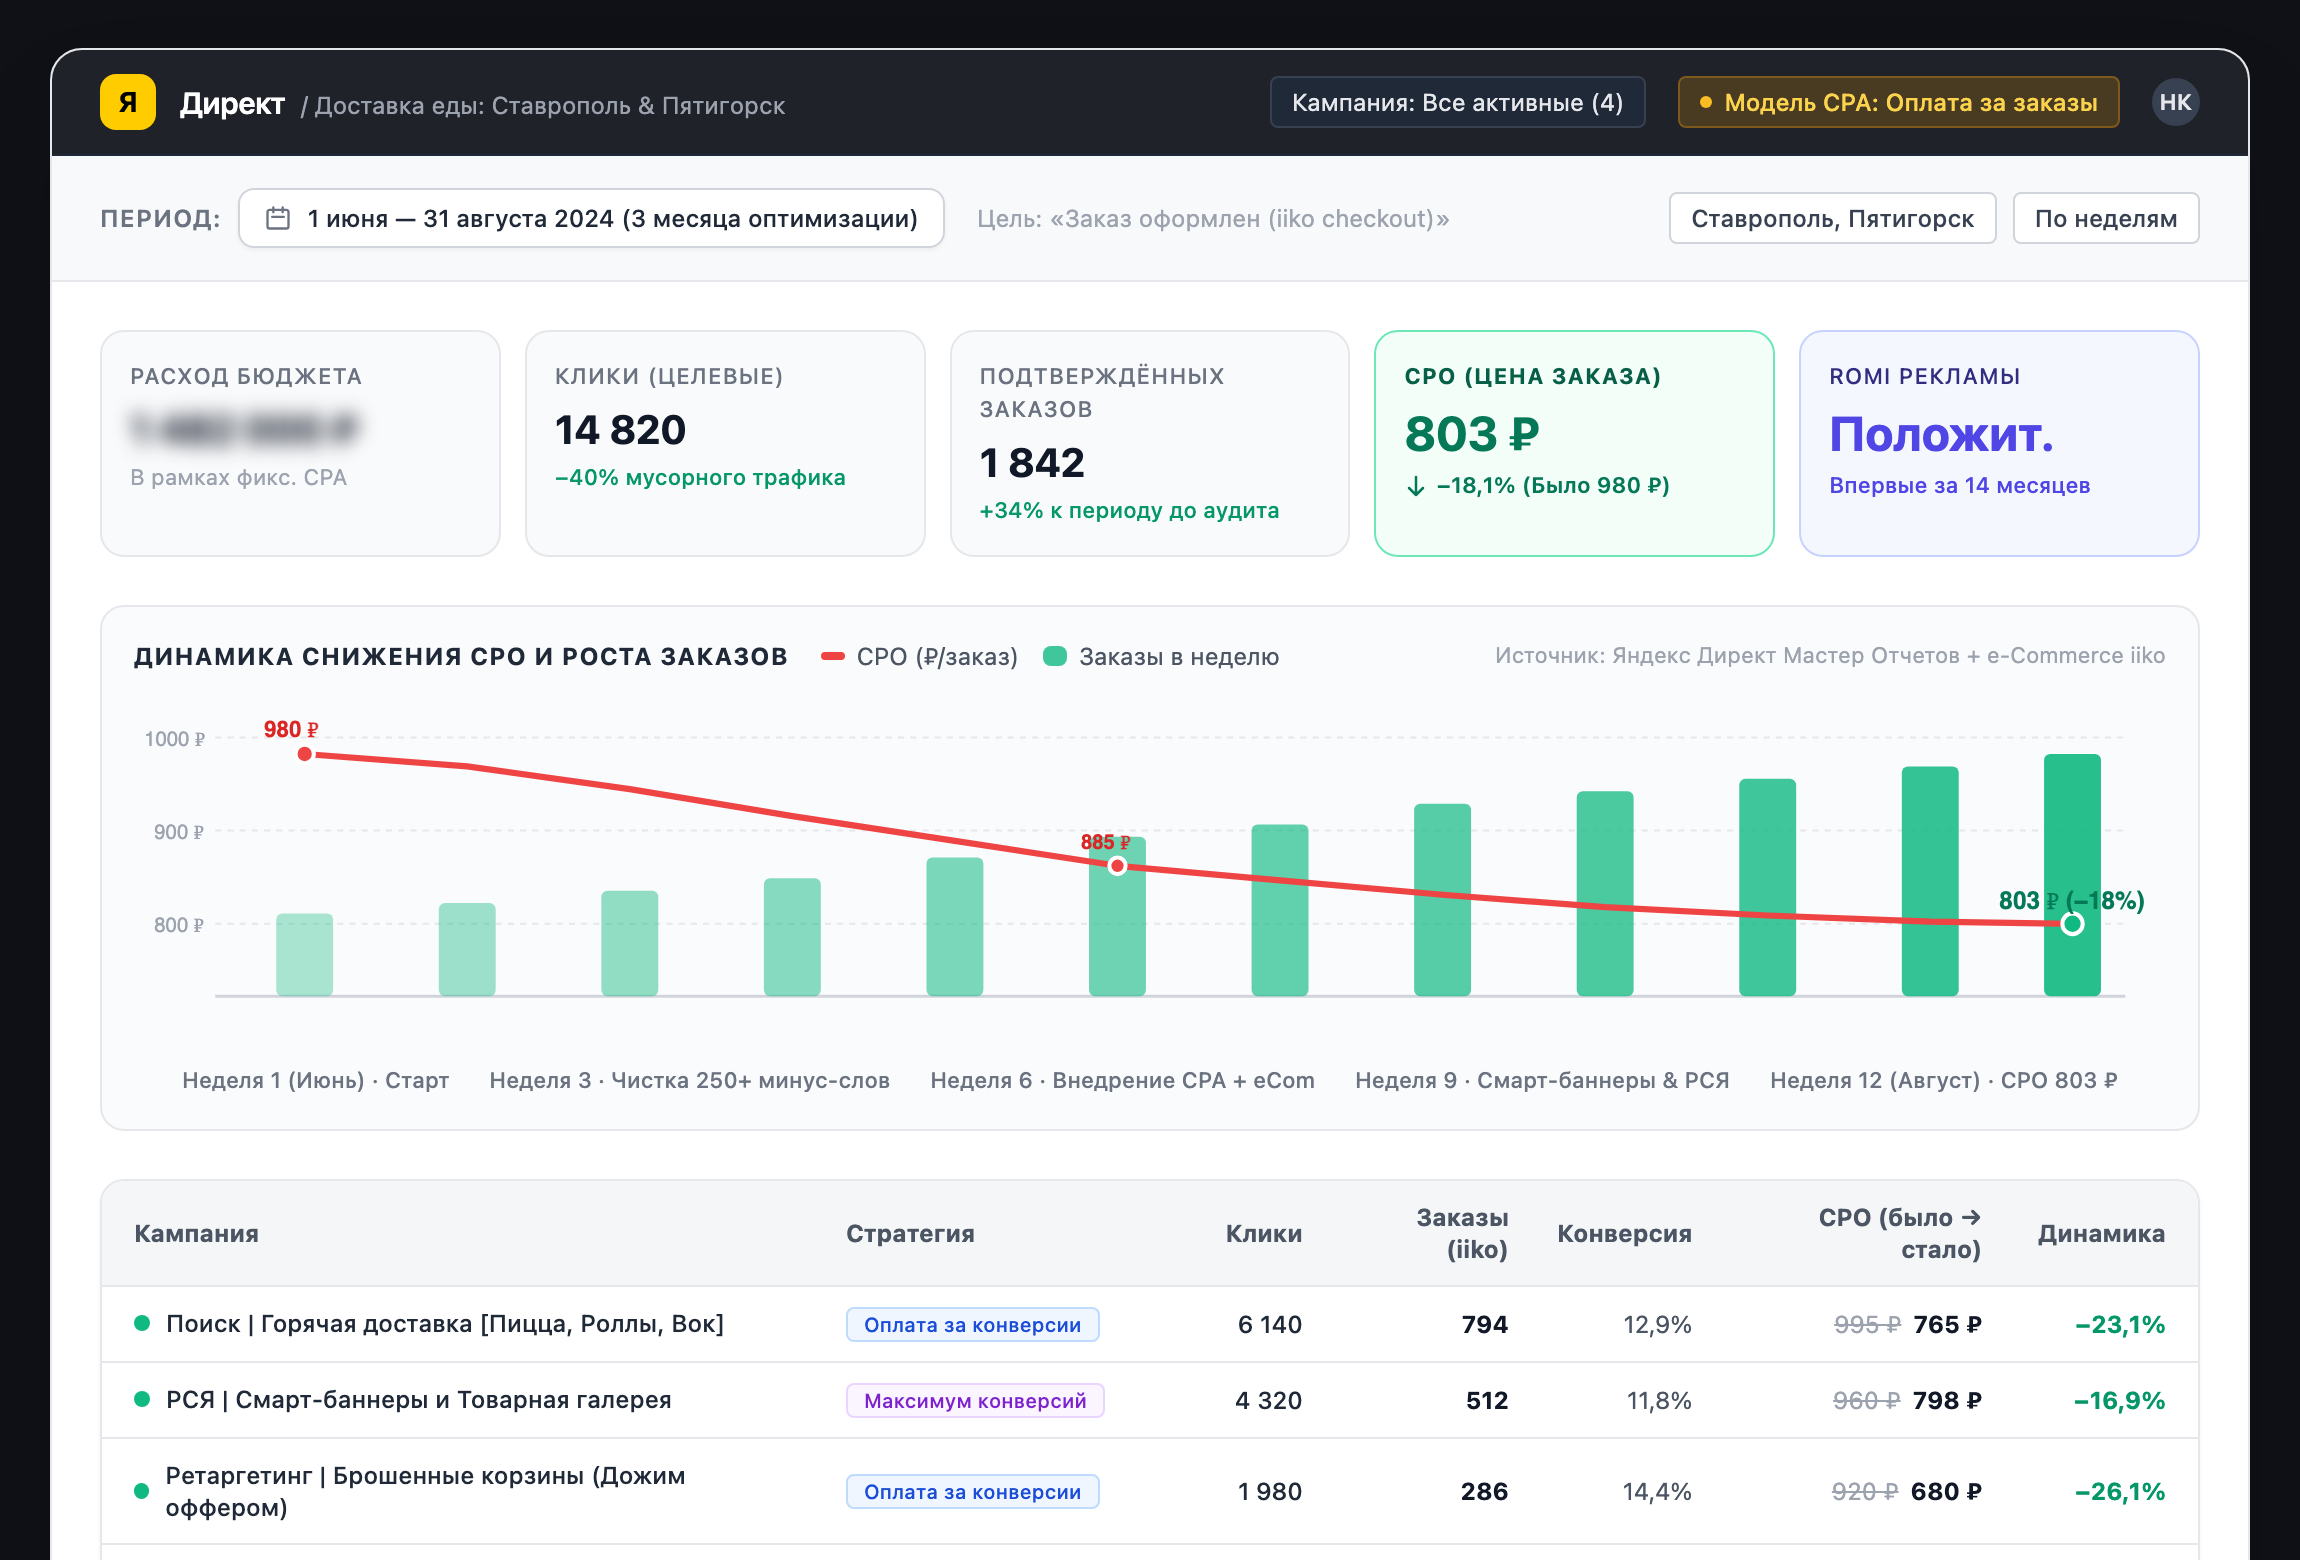 Я Директ / Доставка еды: Ставрополь & Пятигорск
Кампания: Все активные (4)
Модель CPA: Оплата за заказы
НК
ПЕРИОД:
1 июня — 31 августа 2024 (3 месяца оптимизации)
Цель: «Заказ оформлен (iiko checkout)»
Ставрополь, Пятигорск
По неделям
РАСХОД БЮДЖЕТА
В рамках фикс. CPA
КЛИКИ (ЦЕЛЕВЫЕ)
14 820
−40% мусорного трафика
ПОДТВЕРЖДЁННЫХ
ЗАКАЗОВ
1 842
+34% к периоду до аудита
CPO (ЦЕНА ЗАКАЗА)
803 ₽
↓ −18,1% (Было 980 ₽)
ROMI РЕКЛАМЫ
Положит.
Впервые за 14 месяцев
ДИНАМИКА СНИЖЕНИЯ CPO И РОСТА ЗАКАЗОВ
CPO (₽/заказ)
Заказы в неделю
Источник: Яндекс Директ Мастер Отчетов + e-Commerce iiko
1000 ₽
900 ₽
800 ₽
980 ₽
885 ₽
803 ₽ (−18%)
Неделя 1 (Июнь) · Старт
Неделя 3 · Чистка 250+ минус-слов
Неделя 6 · Внедрение CPA + eCom
Неделя 9 · Смарт-баннеры & РСЯ
Неделя 12 (Август) · CPO 803 ₽
Кампания
Стратегия
Клики
Заказы
(iiko)
Конверсия
CPO (было →
стало)
Динамика
Поиск | Горячая доставка [Пицца, Роллы, Вок]
Оплата за конверсии
6 140
794
12,9%
995 ₽ 765 ₽
−23,1%
РСЯ | Смарт-баннеры и Товарная галерея
Максимум конверсий
4 320
512
11,8%
960 ₽ 798 ₽
−16,9%
Ретаргетинг | Брошенные корзины (Дожим
оффером)
Оплата за конверсии
1 980
286
14,4%
920 ₽ 680 ₽
−26,1%